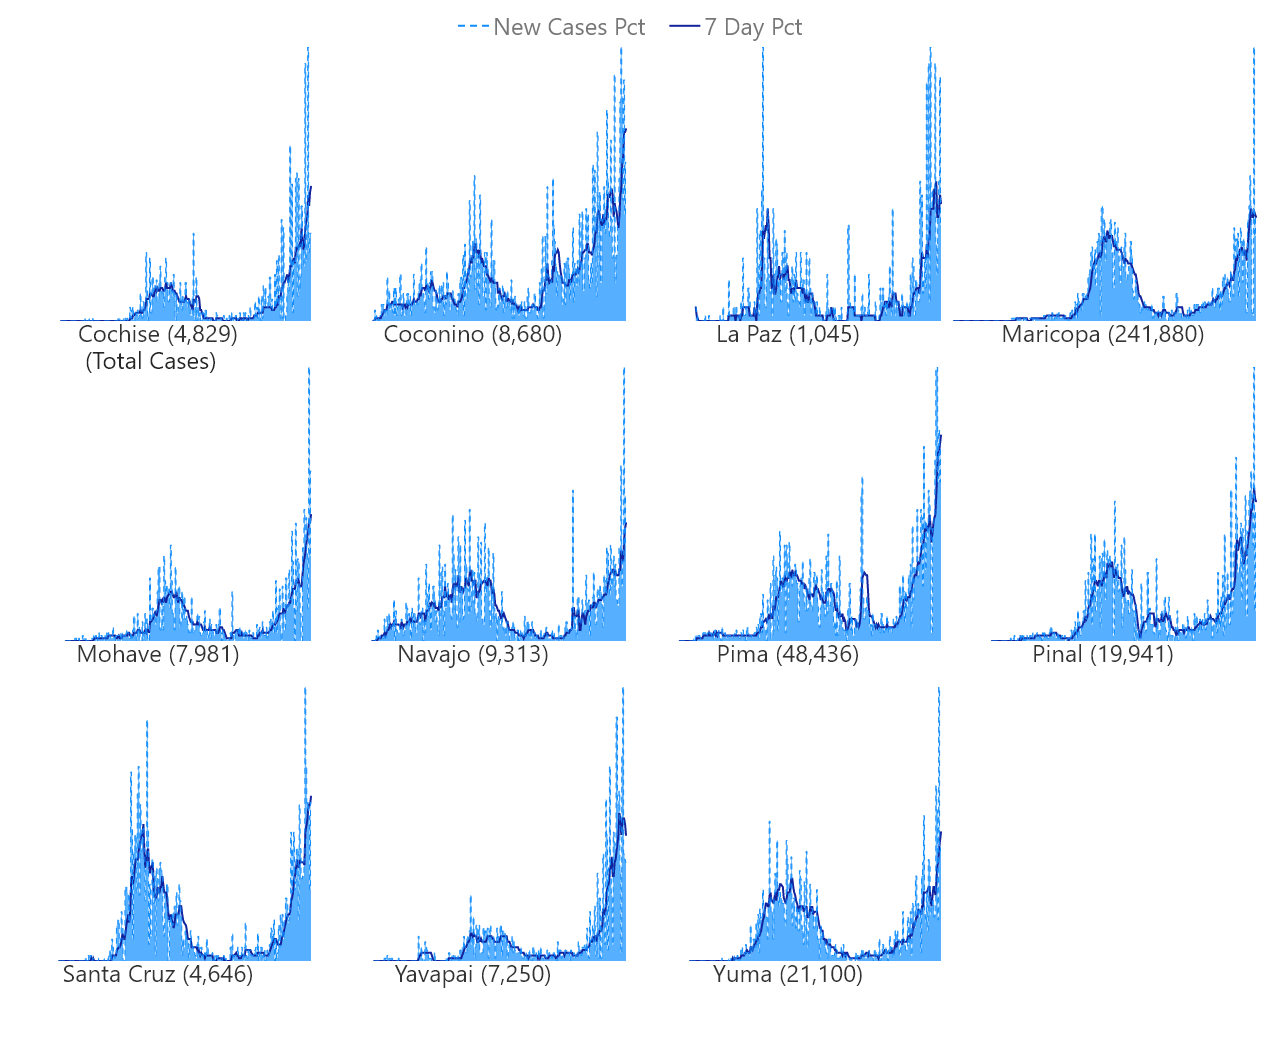 New Cases Pct 7 Day Pct
Cochise (4,829) Coconino (8,680) La Paz (1,045) Maricopa (241,880)
(Total Cases)
Mohave (7,981) Navajo (9,313) Pima (48,436) Pinal (19,941)
Santa Cruz (4,646) Yavapai (7,250) Yuma (21,100)